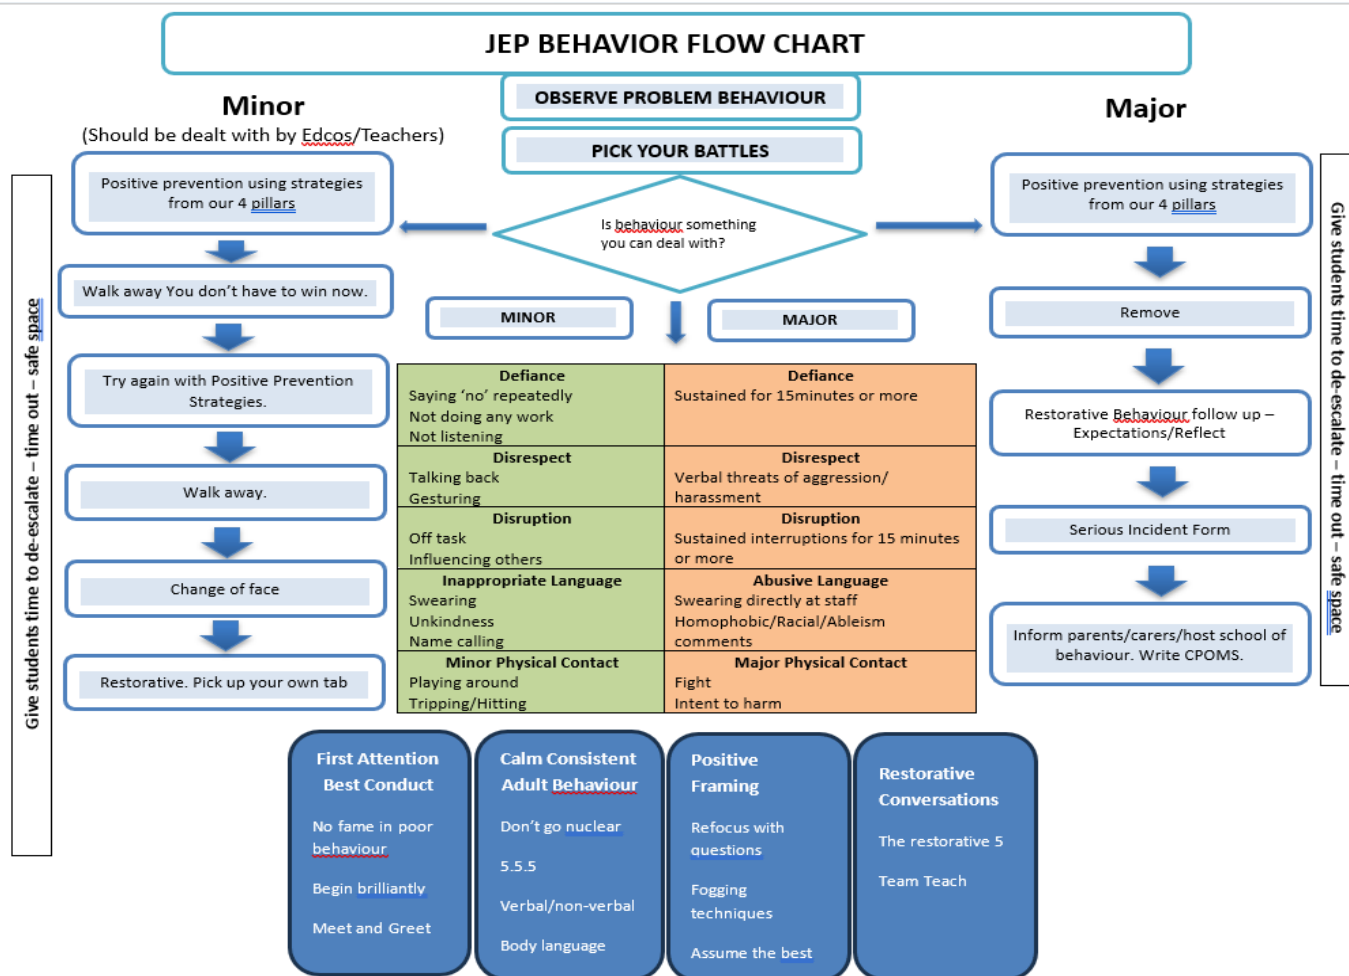 JEP BEHAVIOR FLOW CHART
OBSERVE PROBLEM BEHAVIOUR
PICK YOUR BATTLES
Is behaviour something
you can deal with?
Minor
(Should be dealt with by Edcos/Teachers)
Positive prevention using strategies
from our 4 pillars
Walk away You don’t have to win now.
Try again with Positive Prevention
Strategies.
Walk away.
Change of face
Restorative. Pick up your own tab
Give students time to de-escalate – time out – safe space
MINOR
MAJOR
Defiance
Saying ‘no’ repeatedly
Not doing any work
Not listening
Defiance
Sustained for 15minutes or more
Disrespect
Talking back
Gesturing
Disrespect
Verbal threats of aggression/
harassment
Disruption
Off task
Influencing others
Disruption
Sustained interruptions for 15 minutes
or more
Inappropriate Language
Swearing
Unkindness
Name calling
Abusive Language
Swearing directly at staff
Homophobic/Racial/Ableism
comments
Minor Physical Contact
Playing around
Tripping/Hitting
Major Physical Contact
Fight
Intent to harm
Major
Positive prevention using strategies
from our 4 pillars
Remove
Restorative Behaviour follow up –
Expectations/Reflect
Serious Incident Form
Inform parents/carers/host school of
behaviour. Write CPOMS.
Give students time to de-escalate – time out – safe space
First Attention
Best Conduct
No fame in poor
behaviour
Begin brilliantly
Meet and Greet
Calm Consistent
Adult Behaviour
Don’t go nuclear
5.5.5
Verbal/non-verbal
Body language
Positive
Framing
Refocus with
questions
Fogging
techniques
Assume the best
Restorative
Conversations
The restorative 5
Team Teach